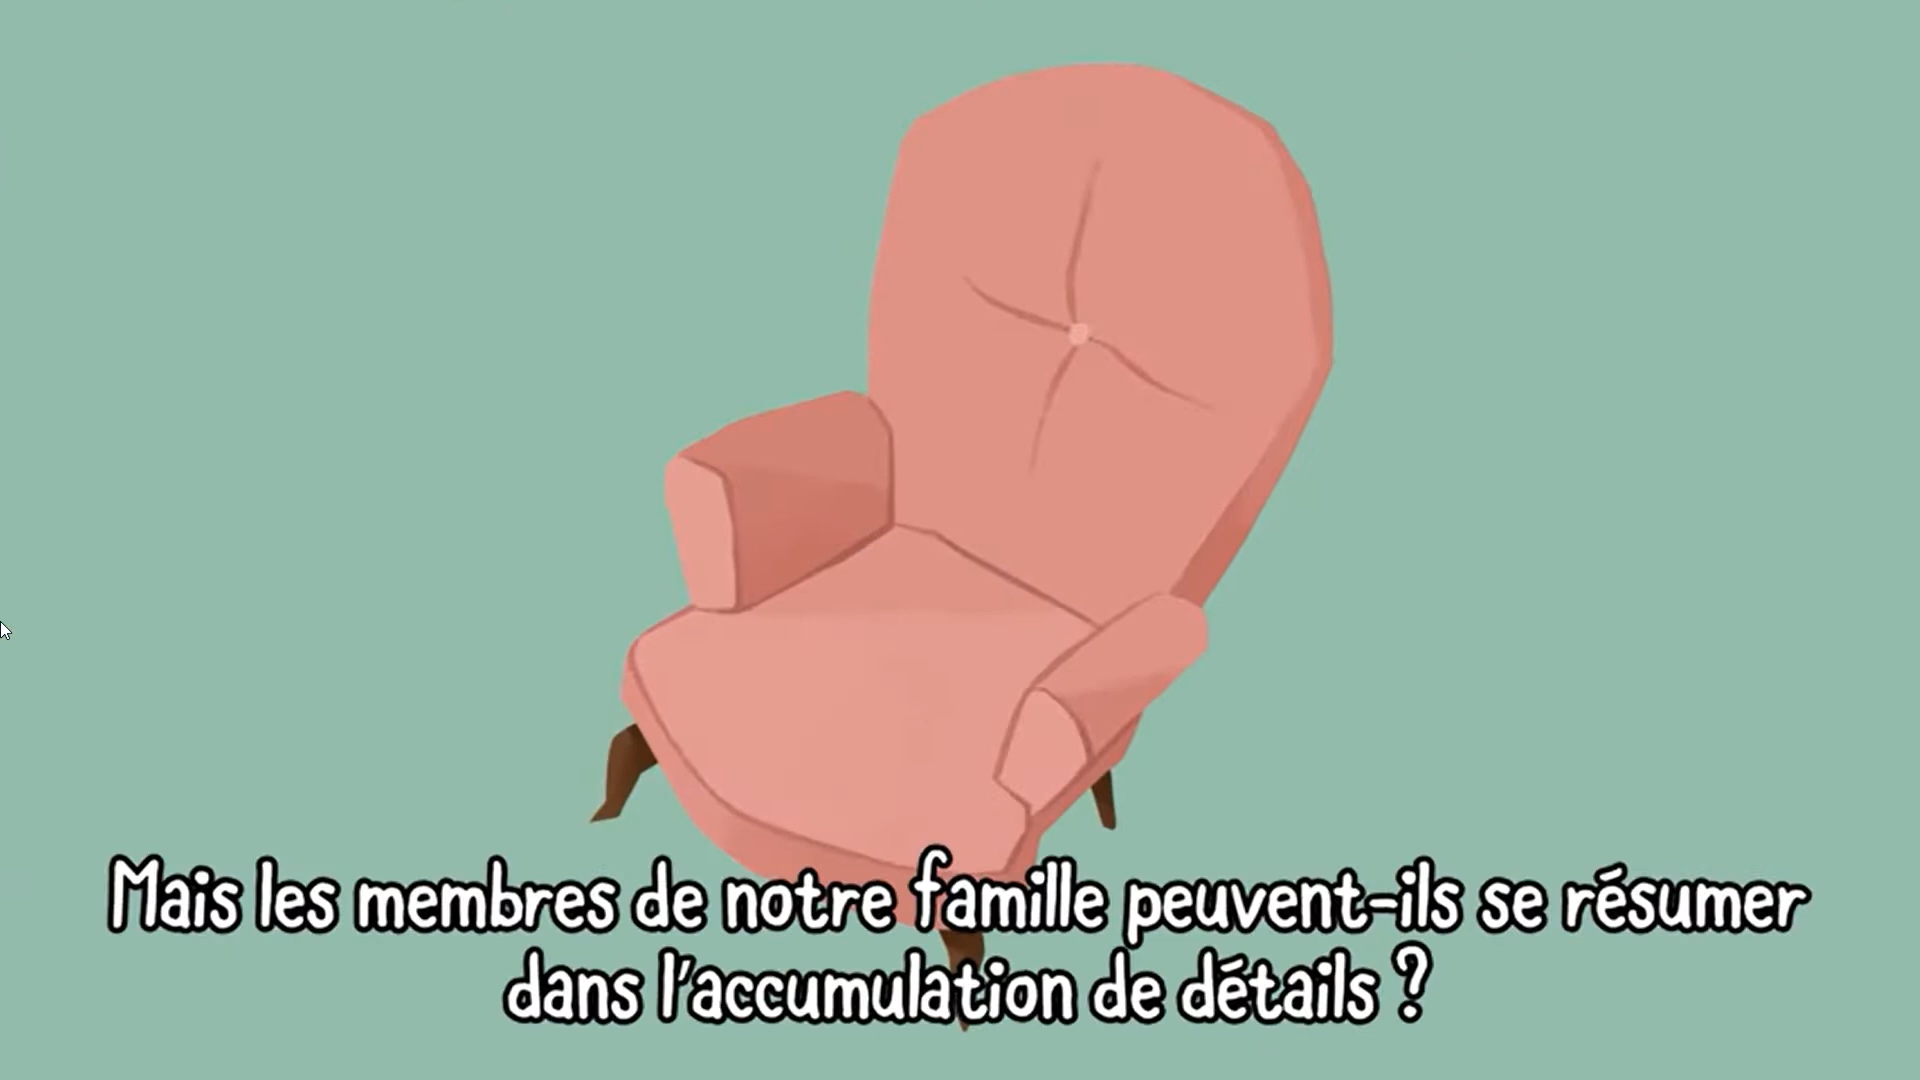 Mais les membres de notre famille peuvent-ils se résumer
dans l'accumulation de détails ?